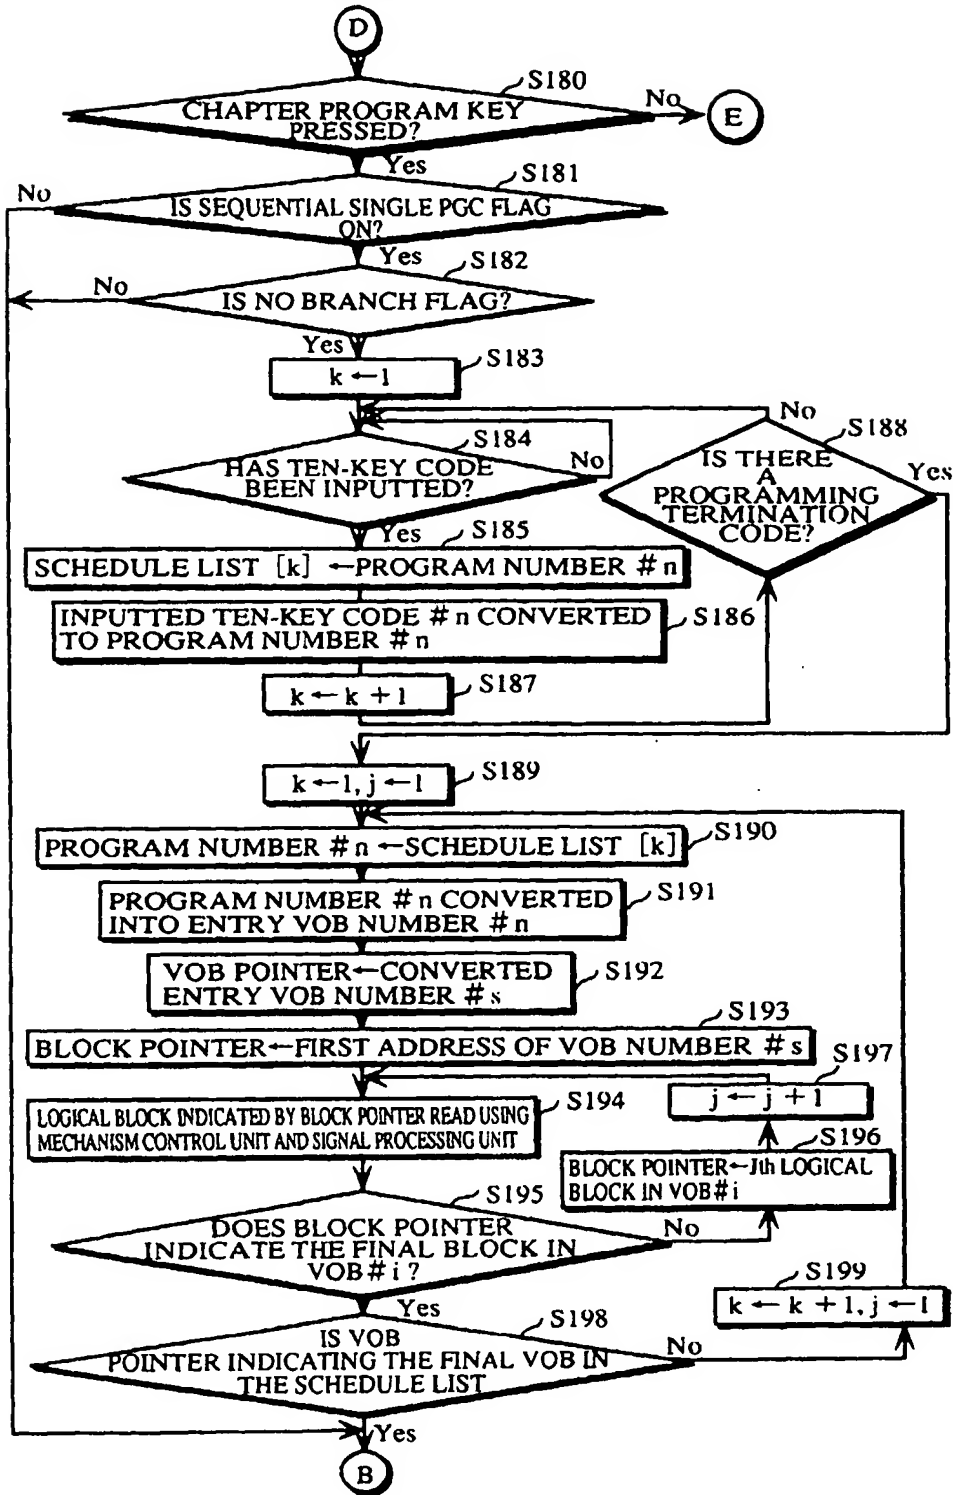 D
S180
CHAPTER PROGRAM KEY
PRESSED?
No
E
Yes
S181
No
IS SEQUENTIAL SINGLE PGC FLAG
ON?
Yes
S182
No
IS NO BRANCH FLAG?
Yes
S183
k ← 1
No
S184
S188
HAS TEN-KEY CODE
BEEN INPUTTED?
No
IS THERE
A
PROGRAMMING
TERMINATION
CODE?
Yes
Yes
S185
SCHEDULE LIST [k] ← PROGRAM NUMBER #n
INPUTTED TEN-KEY CODE #n CONVERTED
TO PROGRAM NUMBER #n
S186
S187
k ← k + 1
S189
k ← 1, j ← 1
S190
PROGRAM NUMBER #n ← SCHEDULE LIST [k]
PROGRAM NUMBER #n CONVERTED
INTO ENTRY VOB NUMBER #n
S191
VOB POINTER ← CONVERTED
ENTRY VOB NUMBER #s
S192
S193
BLOCK POINTER ← FIRST ADDRESS OF VOB NUMBER #s
S197
j ← j + 1
LOGICAL BLOCK INDICATED BY BLOCK POINTER READ USING
MECHANISM CONTROL UNIT AND SIGNAL PROCESSING UNIT
S194
S196
BLOCK POINTER ← Jth LOGICAL
BLOCK IN VOB#i
S195
DOES BLOCK POINTER
INDICATE THE FINAL BLOCK IN
VOB#i?
No
Yes
S199
k ← k + 1, j ← 1
S198
IS VOB
POINTER INDICATING THE FINAL VOB IN
THE SCHEDULE LIST
No
Yes
B